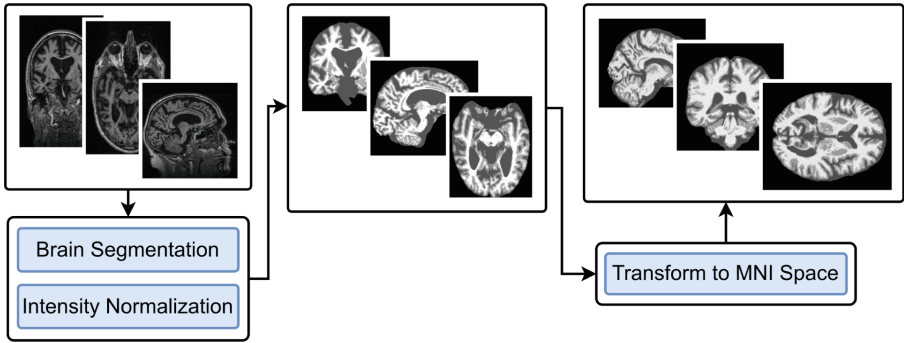 Brain Segmentation
Intensity Normalization
Transform to MNI Space